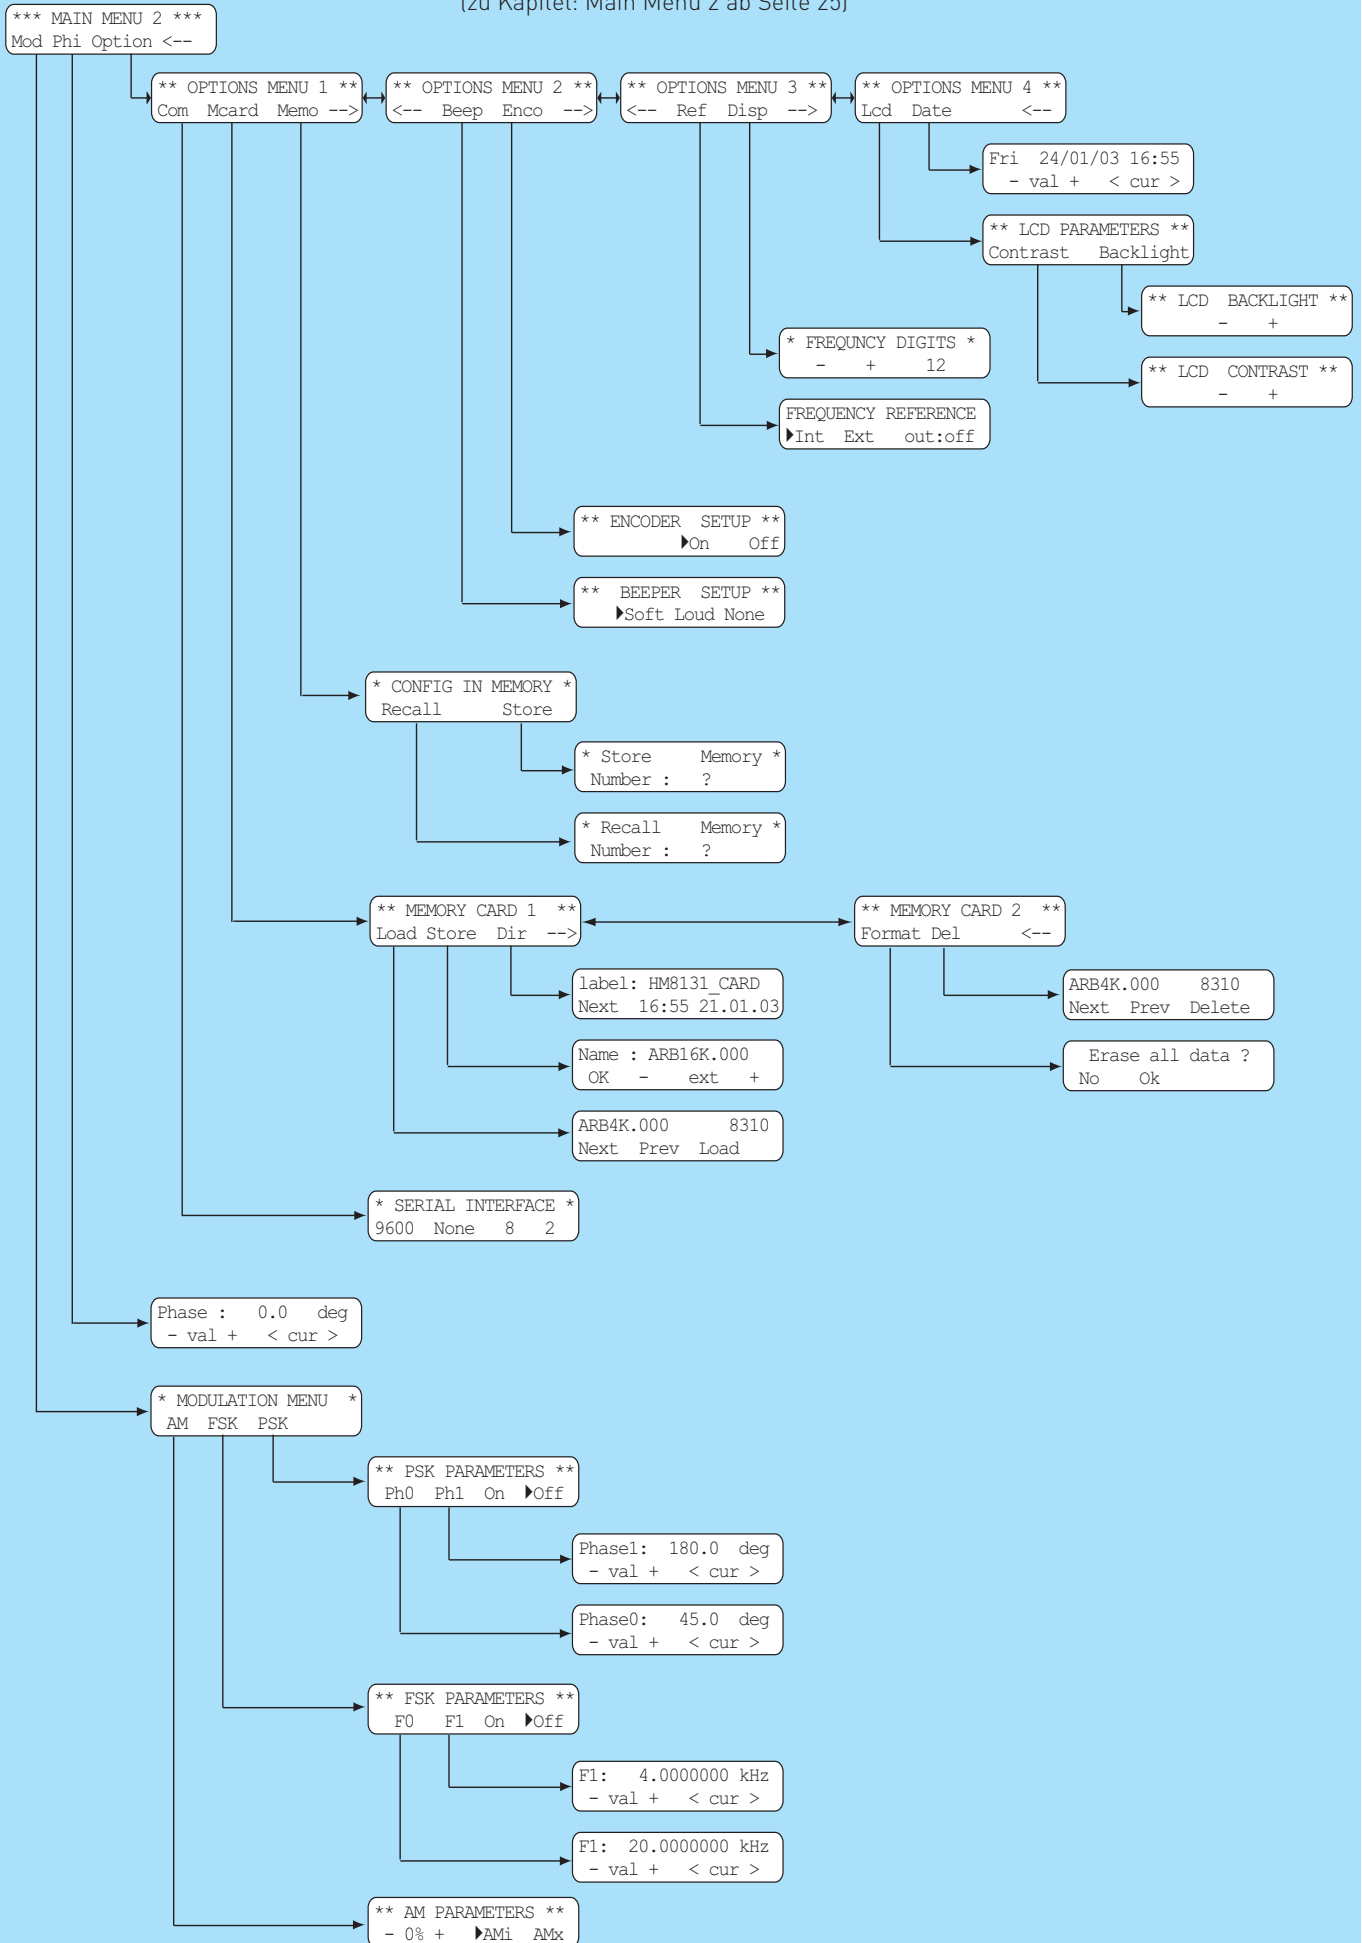 (zu Kapitel: Main Menü 2 ab Seite 25)
*** MAIN MENU 2 ***
Mod Phi Option <--
** OPTIONS MENU 1 **
Com Mcard Memo -->
** OPTIONS MENU 2 **
<-- Beep Enco -->
** OPTIONS MENU 3 **
<-- Ref Disp -->
** OPTIONS MENU 4 **
Lcd Date <--
Fri 24/01/03 16:55
- val + < cur >
** LCD PARAMETERS **
Contrast Backlight
** LCD BACKLIGHT **
- +
* FREQUNCY DIGITS *
- + 12
** LCD CONTRAST **
- +
FREQUENCY REFERENCE
▶Int Ext out:off
** ENCODER SETUP **
▶On Off
** BEEPER SETUP **
▶Soft Loud None
* CONFIG IN MEMORY *
Recall Store
* Store Memory *
Number : ?
* Recall Memory *
Number : ?
** MEMORY CARD 1 **
Load Store Dir -->
** MEMORY CARD 2 **
Format Del <--
label: HM8131_CARD
Next 16:55 21.01.03
ARB4K.000 8310
Next Prev Delete
Name : ARB16K.000
OK - ext +
Erase all data ?
No Ok
ARB4K.000 8310
Next Prev Load
* SERIAL INTERFACE *
9600 None 8 2
Phase : 0.0 deg
- val + < cur >
* MODULATION MENU *
AM FSK PSK
** PSK PARAMETERS **
Ph0 Ph1 On ▶Off
Phase1: 180.0 deg
- val + < cur >
Phase0: 45.0 deg
- val + < cur >
** FSK PARAMETERS **
F0 F1 On ▶Off
F1: 4.0000000 kHz
- val + < cur >
F1: 20.0000000 kHz
- val + < cur >
** AM PARAMETERS **
- 0% + ▶AMi AMx